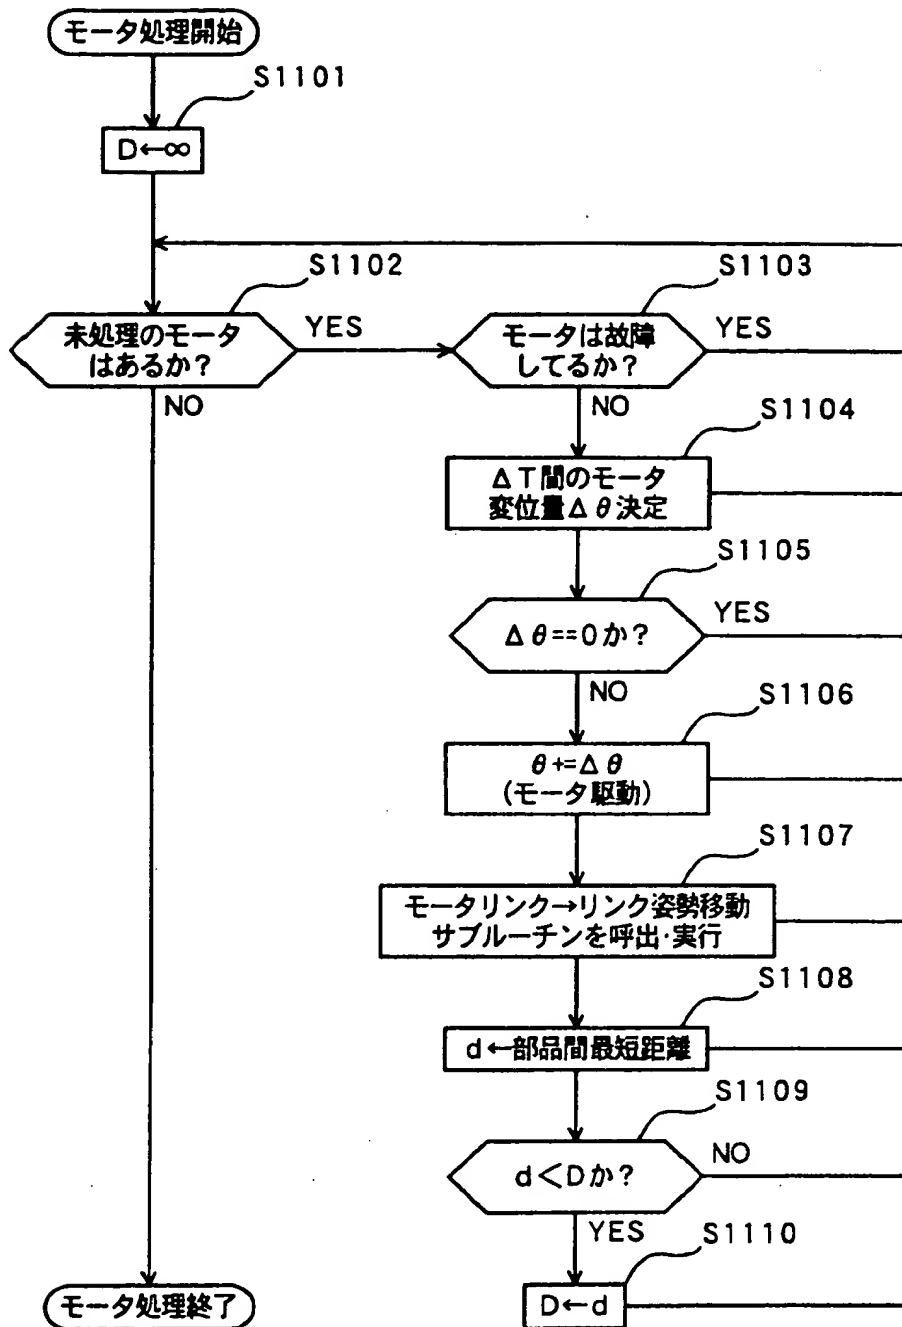 モータ処理開始
S1101
D←∞
S1102
未処理のモータ
はあるか?
YES
NO
S1103
モータは故障
してるか?
YES
NO
S1104
ΔT間のモータ
変位量Δθ決定
S1105
Δθ==0か?
YES
NO
S1106
θ+=Δθ
(モータ駆動)
S1107
モータリンク→リンク姿勢移動
サブルーチンを呼出·実行
S1108
d←部品間最短距離
S1109
d<Dか?
NO
YES
S1110
D←d
モータ処理終了